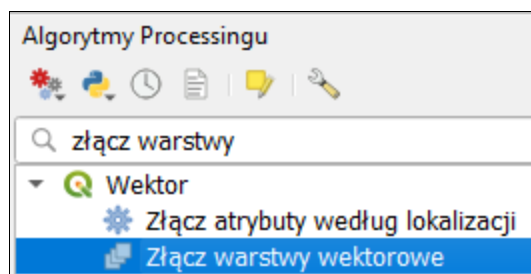 Algorytmy Processingu
złącz warstwy
Wektor
Złącz atrybuty według lokalizacji
Złącz warstwy wektorowe